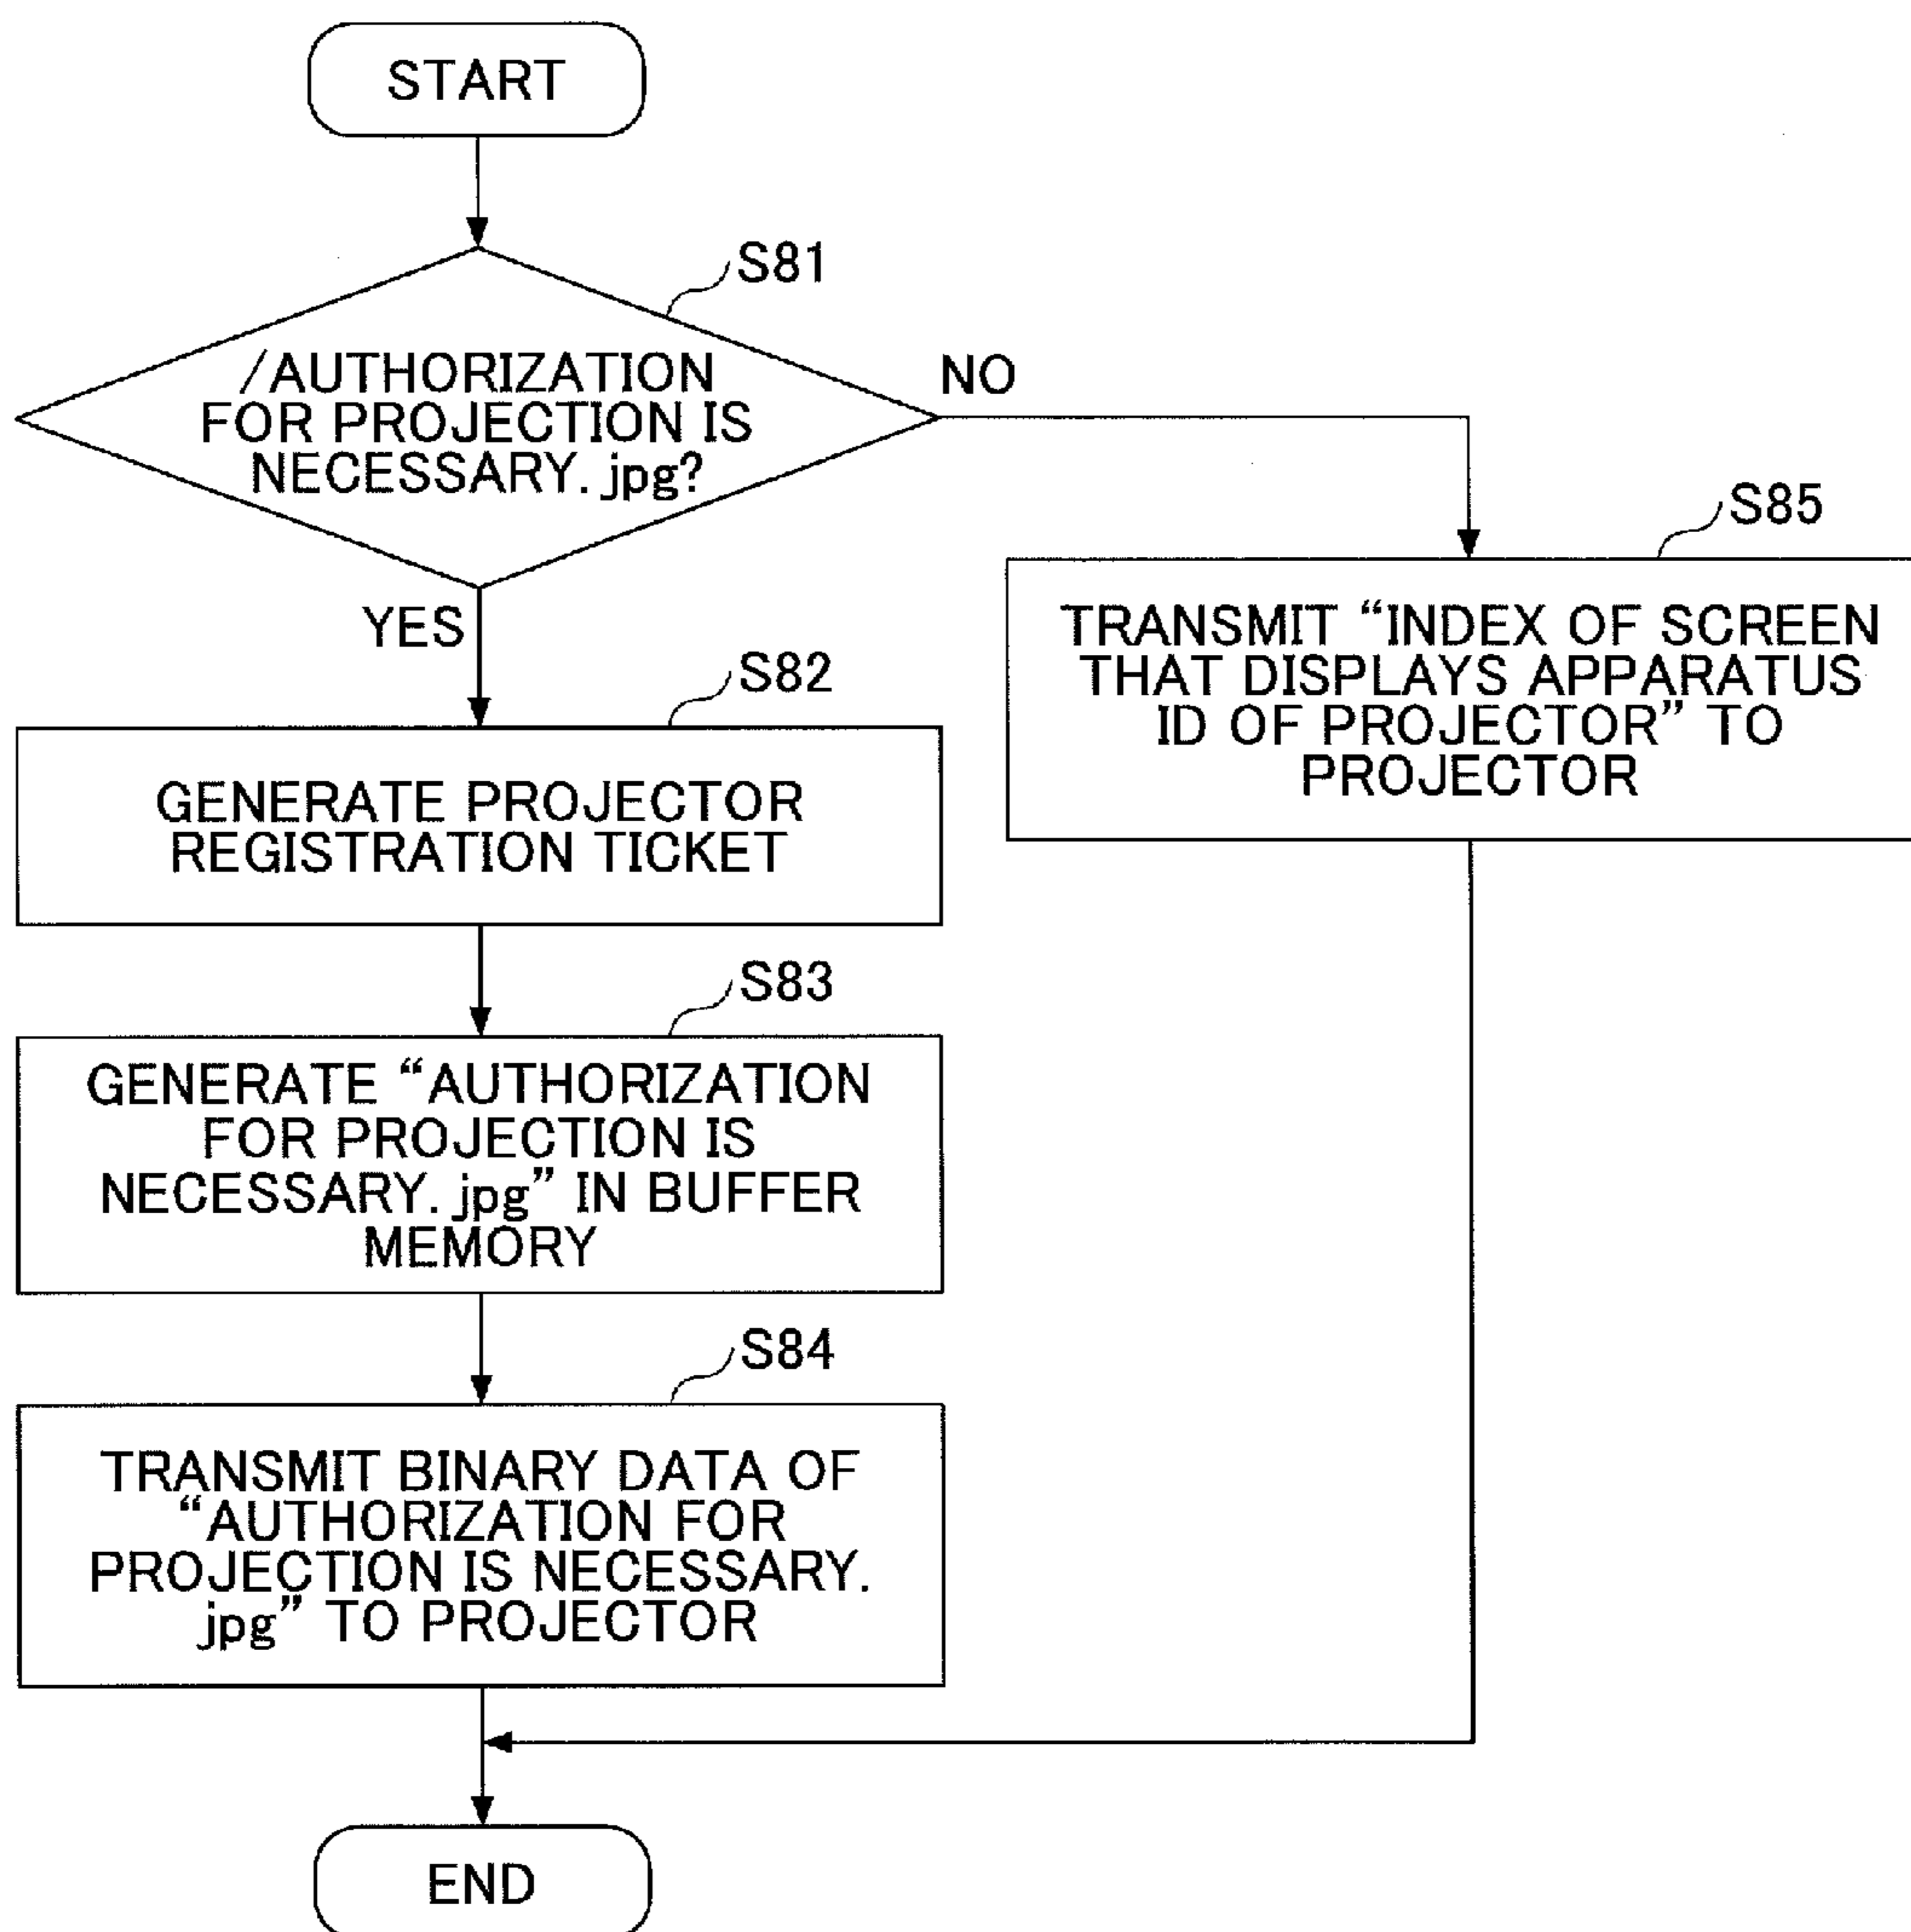 START
S81
/AUTHORIZATION
FOR PROJECTION IS
NECESSARY. jpg?
NO
YES
S85
TRANSMIT “INDEX OF SCREEN
THAT DISPLAYS APPARATUS
ID OF PROJECTOR” TO
PROJECTOR
S82
GENERATE PROJECTOR
REGISTRATION TICKET
S83
GENERATE “AUTHORIZATION
FOR PROJECTION IS
NECESSARY. jpg” IN BUFFER
MEMORY
S84
TRANSMIT BINARY DATA OF
“AUTHORIZATION FOR
PROJECTION IS NECESSARY.
jpg” TO PROJECTOR
END